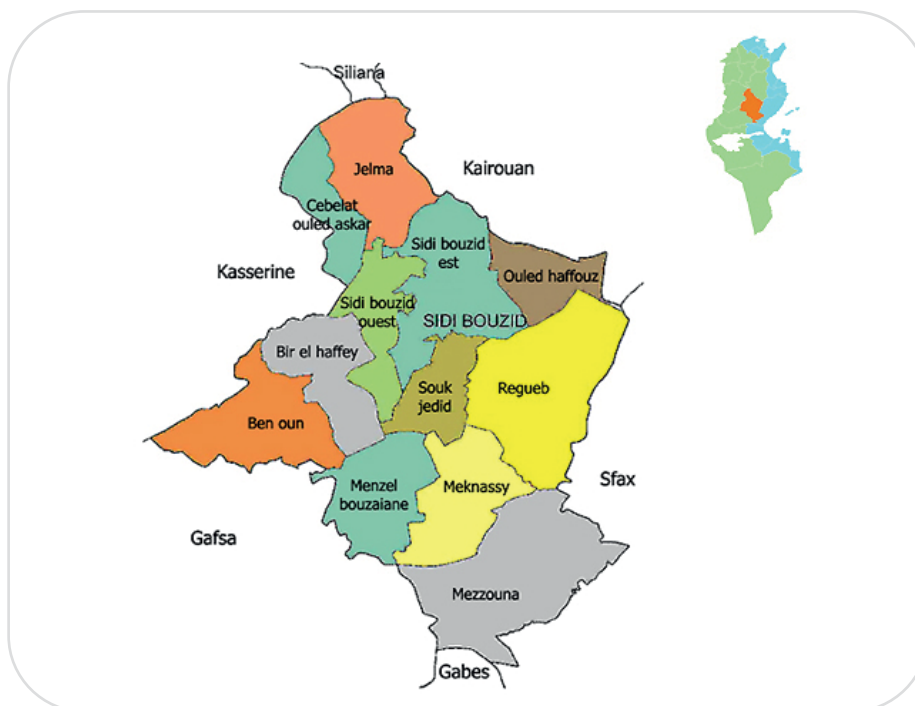 Siliana
Jelma
Kairouan
Cebelat
ouled askar
Sidi bouzid
est
Kasserine
Ouled haffouz
Sidi bouzid
ouest
SIDI BOUZID
Bir el haffey
Souk
jedid
Regueb
Ben oun
Menzel
bouzaiane
Meknassy
Sfax
Gafsa
Mezzouna
Gabes